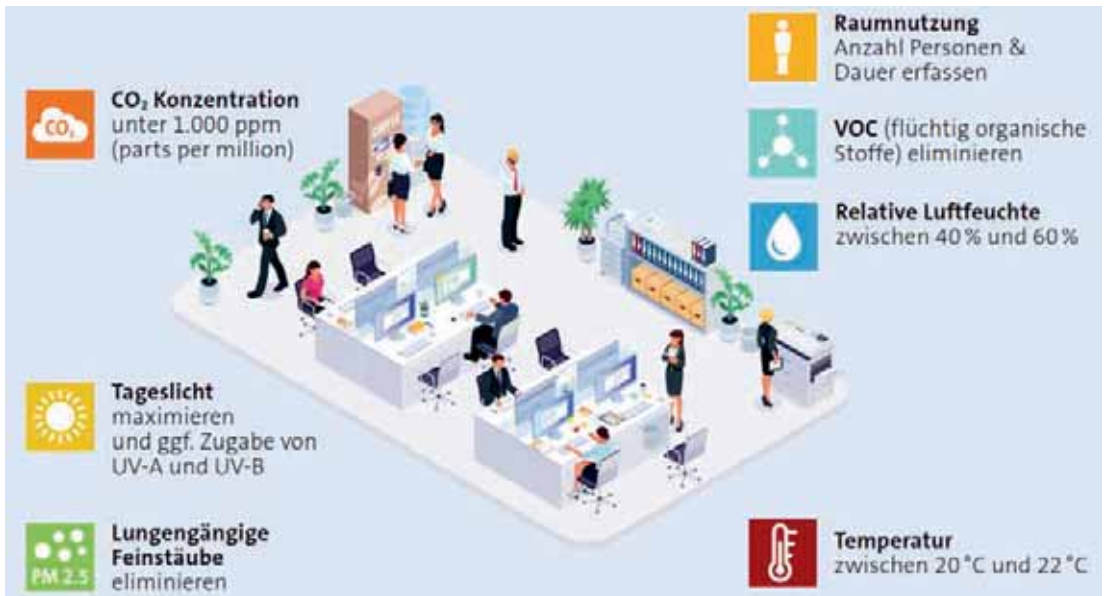 CO₂
CO₂ Konzentration
unter 1.000 ppm
(parts per million)
Tageslicht
maximieren
und ggf. Zugabe von
UV-A und UV-B
PM 2.5
Lungengängige
Feinstäube
eliminieren
Raumnutzung
Anzahl Personen &
Dauer erfassen
VOC (flüchtig organische
Stoffe) eliminieren
Relative Luftfeuchte
zwischen 40 % und 60 %
Temperatur
zwischen 20 °C und 22 °C